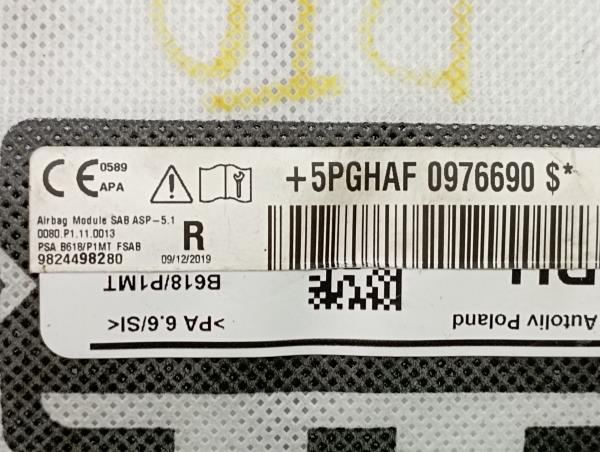 CE 0589
APA
+5PGHAF 0976690 $*
Airbag Module SAB ASP-5.1
0080.P1.11.0013
PSA B618/P1MT FSAB
9824498280
R
09/12/2019
B618/P1MT
>PA 6.6/SI<
Autoliv Poland